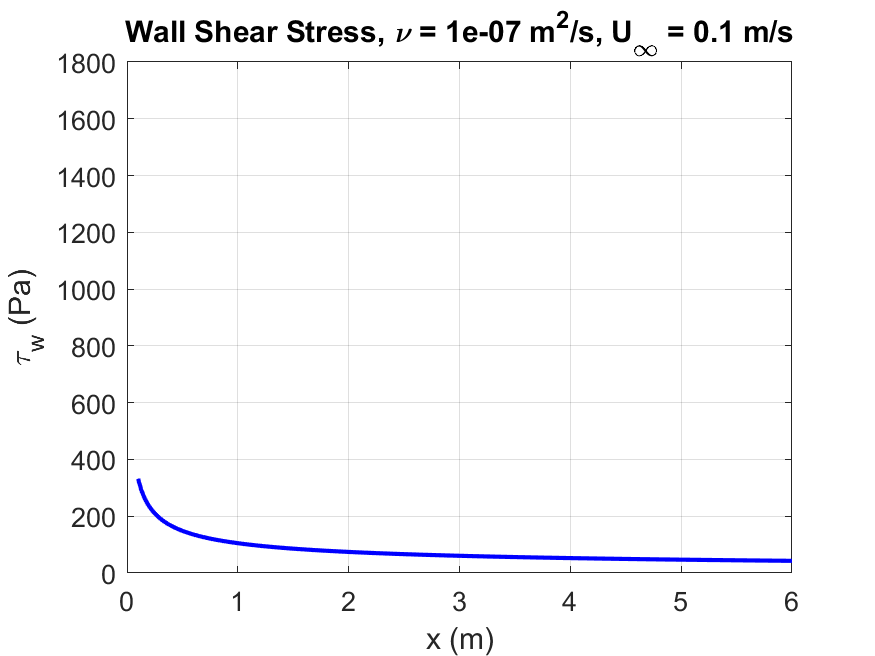 Wall Shear Stress, ν = 1e-07 m²/s, U∞ = 0.1 m/s
1800
1600
1400
1200
1000
800
600
400
200
0
τw (Pa)
0 1 2 3 4 5 6
x (m)